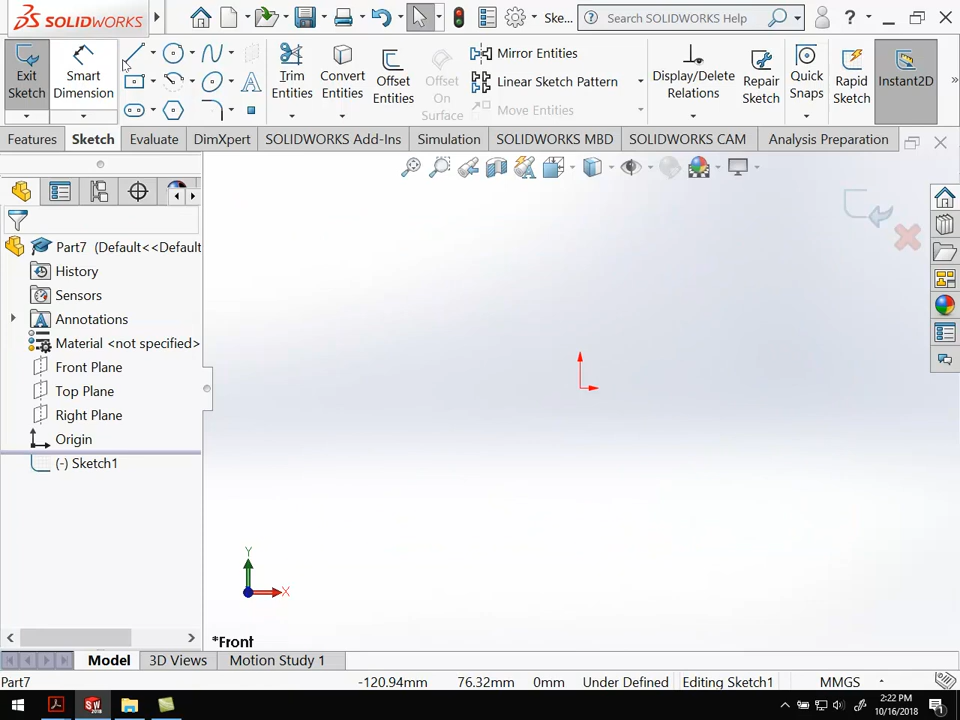 SOLIDWORKS
Ske...
Search SOLIDWORKS Help
Exit Sketch
Smart Dimension
Trim Entities
Convert Entities
Offset Entities
Offset On Surface
Mirror Entities
Linear Sketch Pattern
Move Entities
Display/Delete Relations
Repair Sketch
Quick Snaps
Rapid Sketch
Instant2D
Features
Sketch
Evaluate
DimXpert
SOLIDWORKS Add-Ins
Simulation
SOLIDWORKS MBD
SOLIDWORKS CAM
Analysis Preparation
Part7 (Default<<Default
History
Sensors
Annotations
Material <not specified>
Front Plane
Top Plane
Right Plane
Origin
(-) Sketch1
Y
X
*Front
Model
3D Views
Motion Study 1
Part7
-120.94mm
76.32mm
0mm
Under Defined
Editing Sketch1
MMGS
2:22 PM
10/16/2018